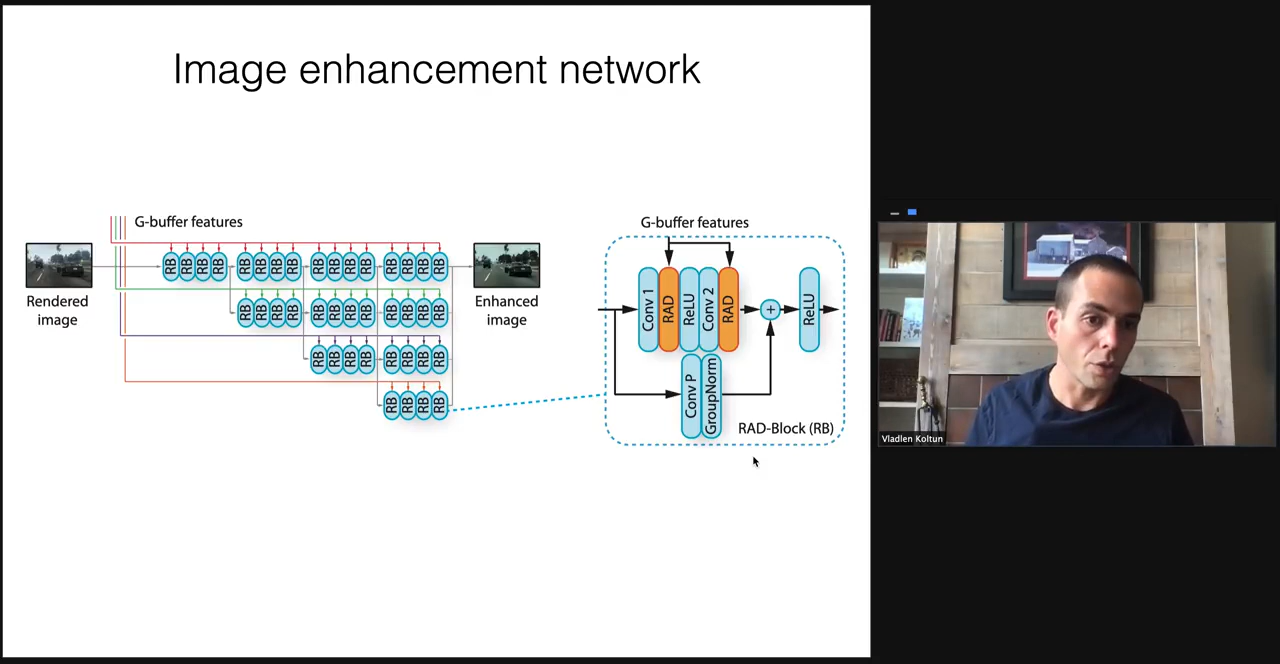 Image enhancement network
G-buffer features
RB RB RB RB RB RB RB RB RB RB RB RB RB RB RB RB
RB RB RB RB RB RB RB RB RB RB RB RB
RB RB RB RB RB RB RB RB
RB RB RB RB
Rendered
image
Enhanced
image
G-buffer features
Conv 1
RAD
ReLU
Conv 2
RAD
+
ReLU
Conv P
GroupNorm
RAD-Block (RB)
Vladlen Koltun